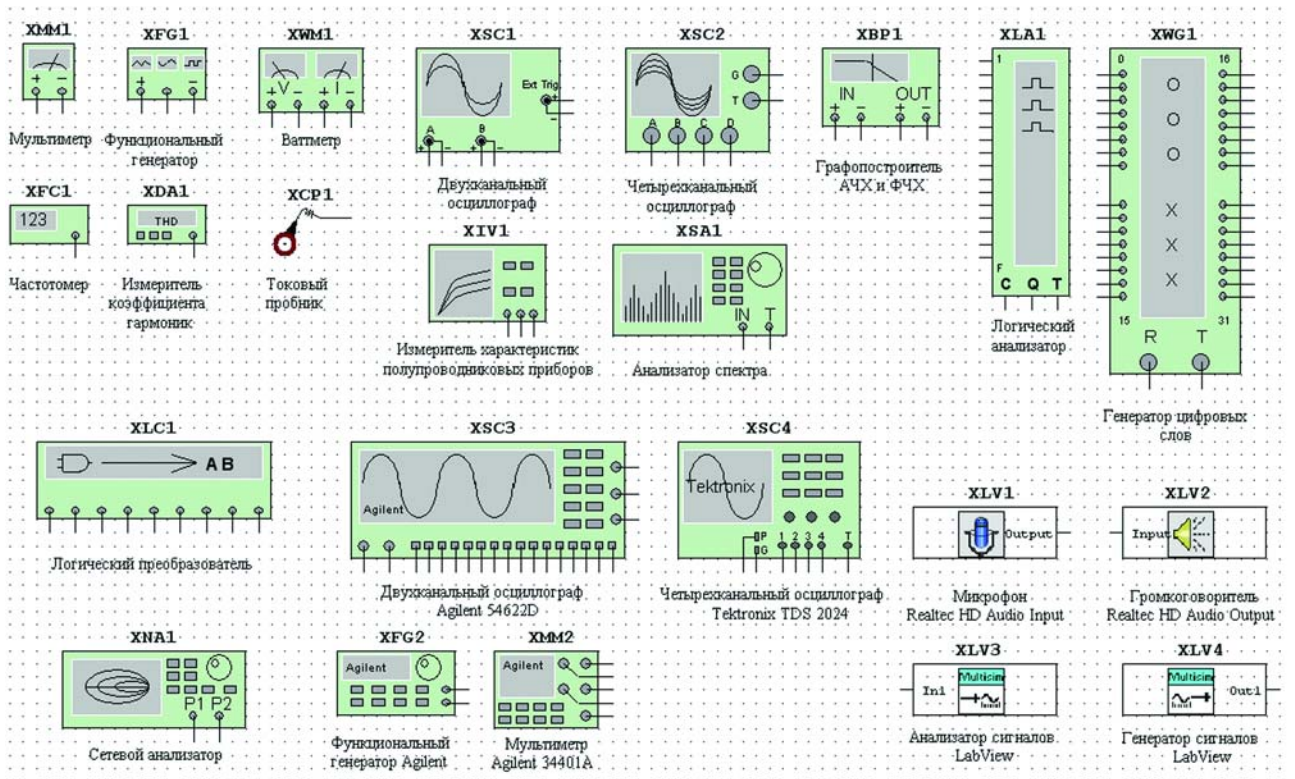 XMM1
XFG1
XWM1
XSC1
XSC2
XBP1
XLA1
XWG1
+ −
Мультиметр
+ −
Функциональный
генератор
V
I
+ − + −
Ваттметр
Ext Trig
+
−
A B
+ − + −
Двухканальный
осциллограф
G
T
A B C D
Четырехканальный
осциллограф
IN OUT
+ − + −
Графопостроитель
АЧХ и ФЧХ
1
F
C Q T
Логический
анализатор
0 16
O
O
O
X
X
X
15 31
R T
Генератор цифровых
слов
XFC1
XDA1
XCP1
123
Частотомер
THD
Измеритель
коэффициента
гармоник
Токовый
пробник
XIV1
XSA1
Измеритель характеристик
полупроводниковых приборов
IN T
Анализатор спектра
XLC1
XSC3
XSC4
A B
Логический преобразователь
Agilent
Двухканальный осциллограф
Agilent 54622D
Tektronix
P
G
1 2 3 4 T
Четырехканальный осциллограф
Tektronix TDS 2024
XLV1
XLV2
Output
Микрофон
Realtec HD Audio Input
Input
Громкоговоритель
Realtec HD Audio Output
XNA1
XFG2
XMM2
XLV3
XLV4
P1 P2
Сетевой анализатор
Agilent
Функциональный
генератор Agilent
Agilent
Мультиметр
Agilent 34401A
Multisim
In1
Анализатор сигналов
LabView
Multisim
Out1
Генератор сигналов
LabView